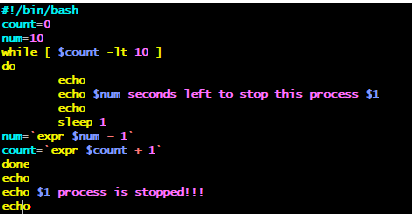 #!/bin/bash
count=0
num=10
while [ $count -lt 10 ]
do
        echo
        echo $num seconds left to stop this process $1
        echo
        sleep 1
num=`expr $num - 1`
count=`expr $count + 1`
done
echo
echo $1 process is stopped!!!
echo